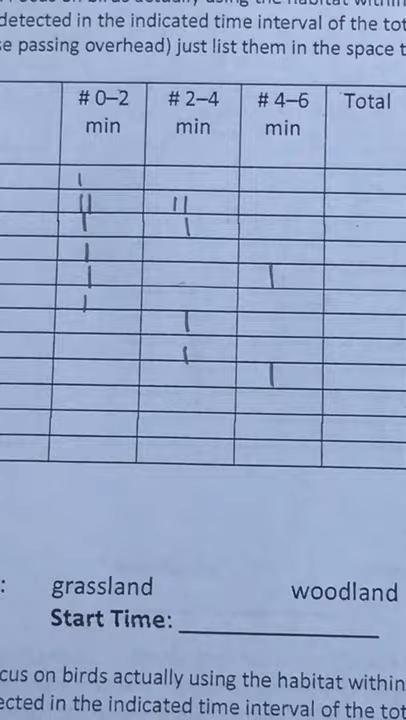 detected in the indicated time interval of the tot
se passing overhead) just list them in the space t
# 0–2 min # 2–4 min # 4–6 min Total
|
|| ||
| |
|
| |
|
|
|
|
: grassland woodland
Start Time:
cus on birds actually using the habitat within
ected in the indicated time interval of the tot